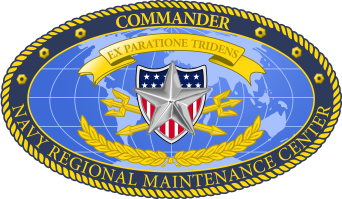 COMMANDER
EX PARATIONE TRIDENS
NAVY REGIONAL MAINTENANCE CENTER